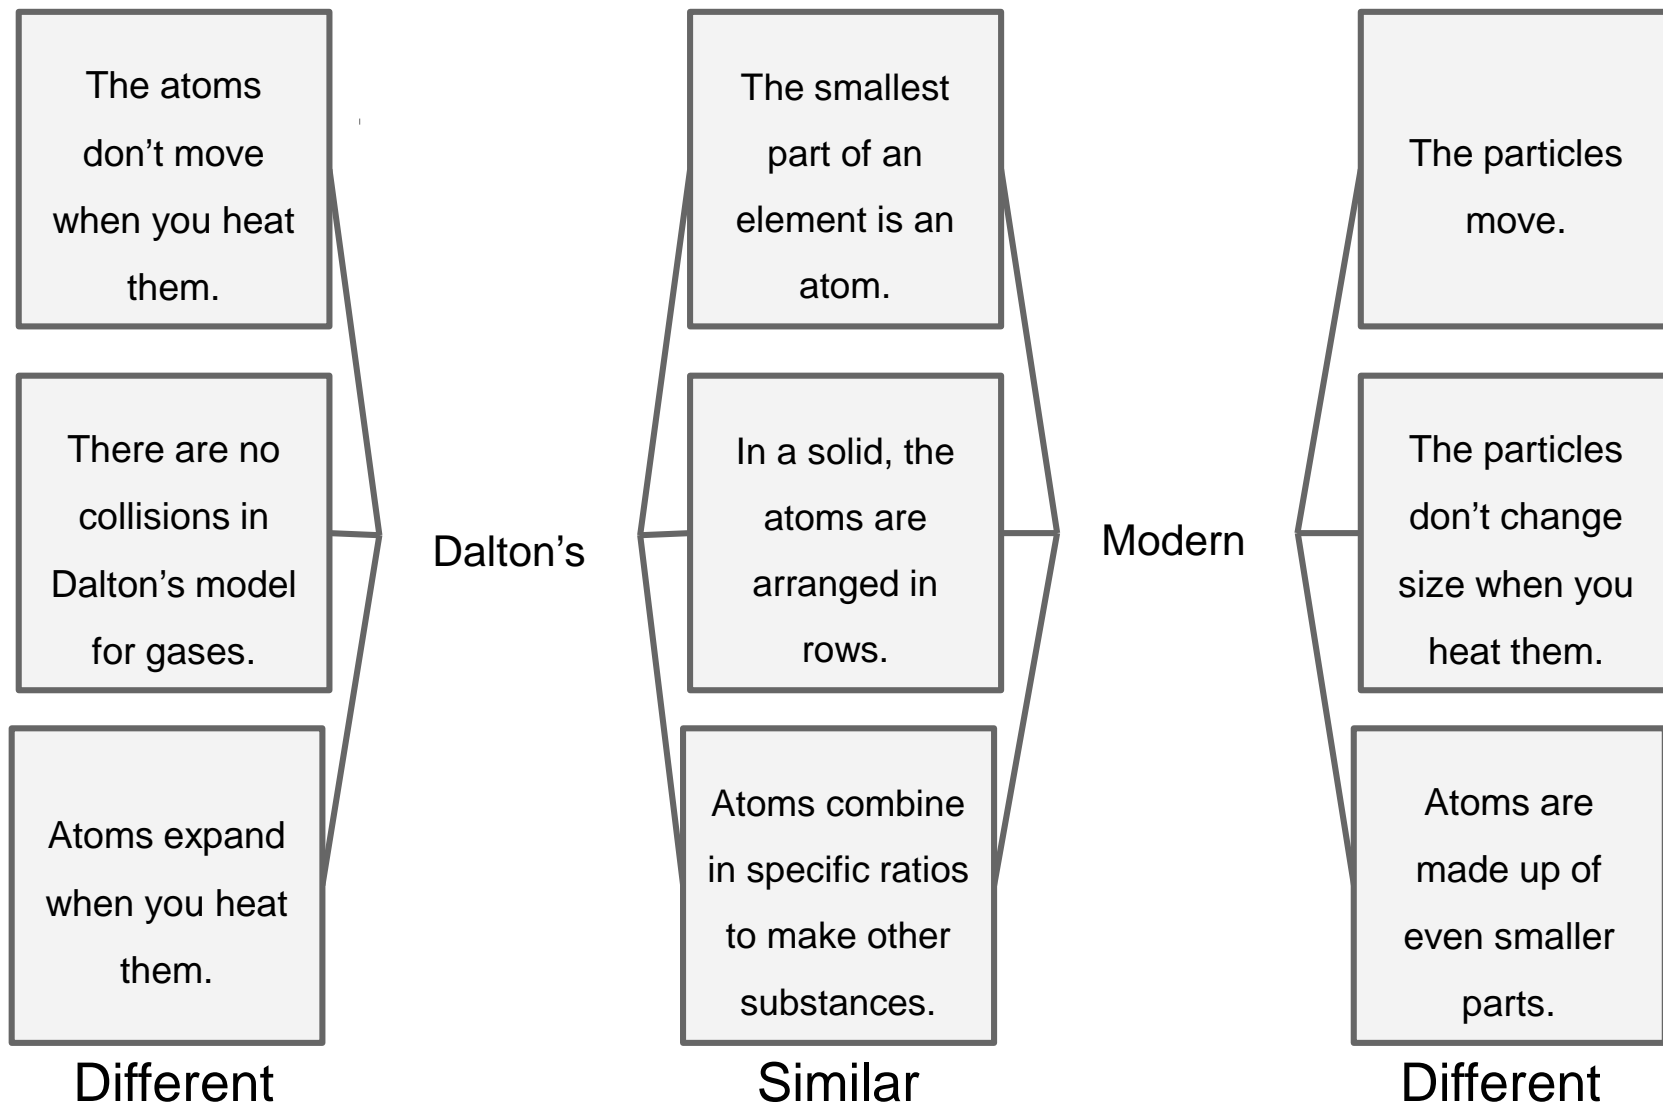 The atoms
don’t move
when you heat
them.
There are no
collisions in
Dalton’s model
for gases.
Atoms expand
when you heat
them.
Different
Dalton’s
The smallest
part of an
element is an
atom.
In a solid, the
atoms are
arranged in
rows.
Atoms combine
in specific ratios
to make other
substances.
Similar
Modern
The particles
move.
The particles
don’t change
size when you
heat them.
Atoms are
made up of
even smaller
parts.
Different